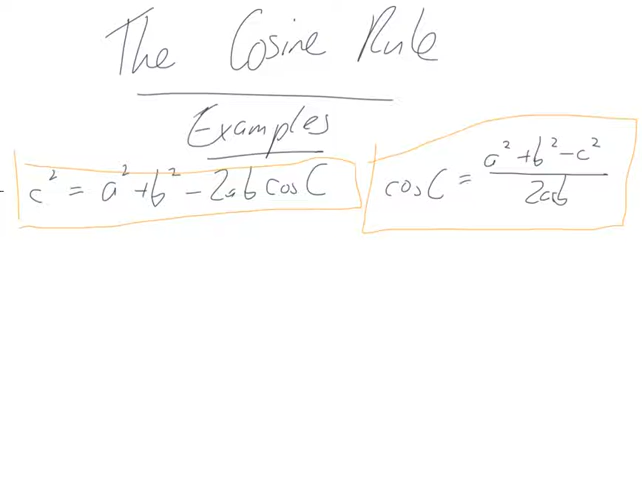 The Cosine Rule
Examples
c² = a² + b² - 2ab cos C
cos C = a² + b² - c² / 2ab